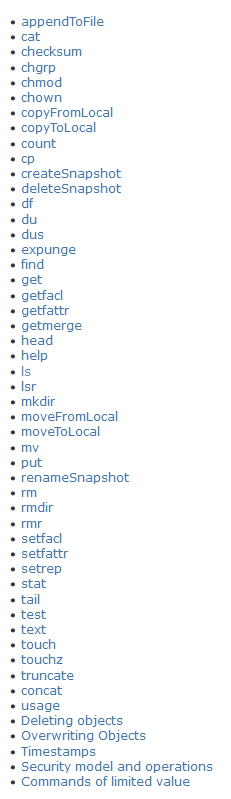 appendToFile
cat
checksum
chgrp
chmod
chown
copyFromLocal
copyToLocal
count
cp
createSnapshot
deleteSnapshot
df
du
dus
expunge
find
get
getfacl
getfattr
getmerge
head
help
ls
lsr
mkdir
moveFromLocal
moveToLocal
mv
put
renameSnapshot
rm
rmdir
rmr
setfacl
setfattr
setrep
stat
tail
test
text
touch
touchz
truncate
concat
usage
Deleting objects
Overwriting Objects
Timestamps
Security model and operations
Commands of limited value